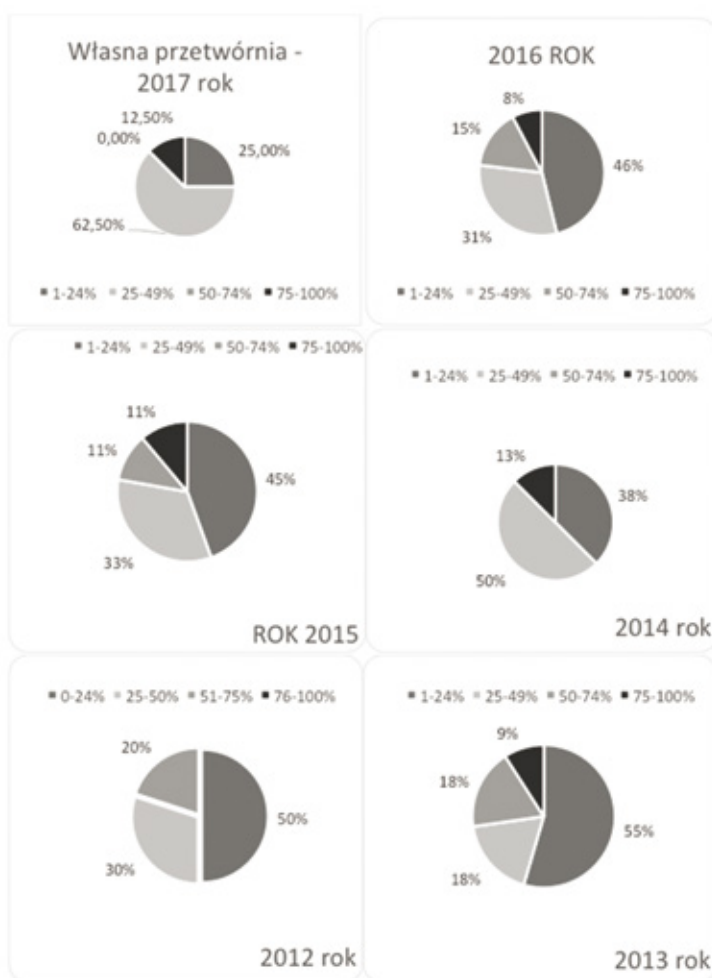 Własna przetwórnia -
2017 rok
12,50%
0,00%
25,00%
62,50%
■ 1-24% ■ 25-49% ■ 50-74% ■ 75-100%
2016 ROK
8%
15%
46%
31%
■ 1-24% ■ 25-49% ■ 50-74% ■ 75-100%
■ 1-24% ■ 25-49% ■ 50-74% ■ 75-100%
11%
11%
45%
33%
ROK 2015
■ 1-24% ■ 25-49% ■ 50-74% ■ 75-100%
13%
38%
50%
2014 rok
■ 0-24% ■ 25-50% ■ 51-75% ■ 76-100%
20%
50%
30%
2012 rok
■ 1-24% ■ 25-49% ■ 50-74% ■ 75-100%
9%
18%
55%
18%
2013 rok